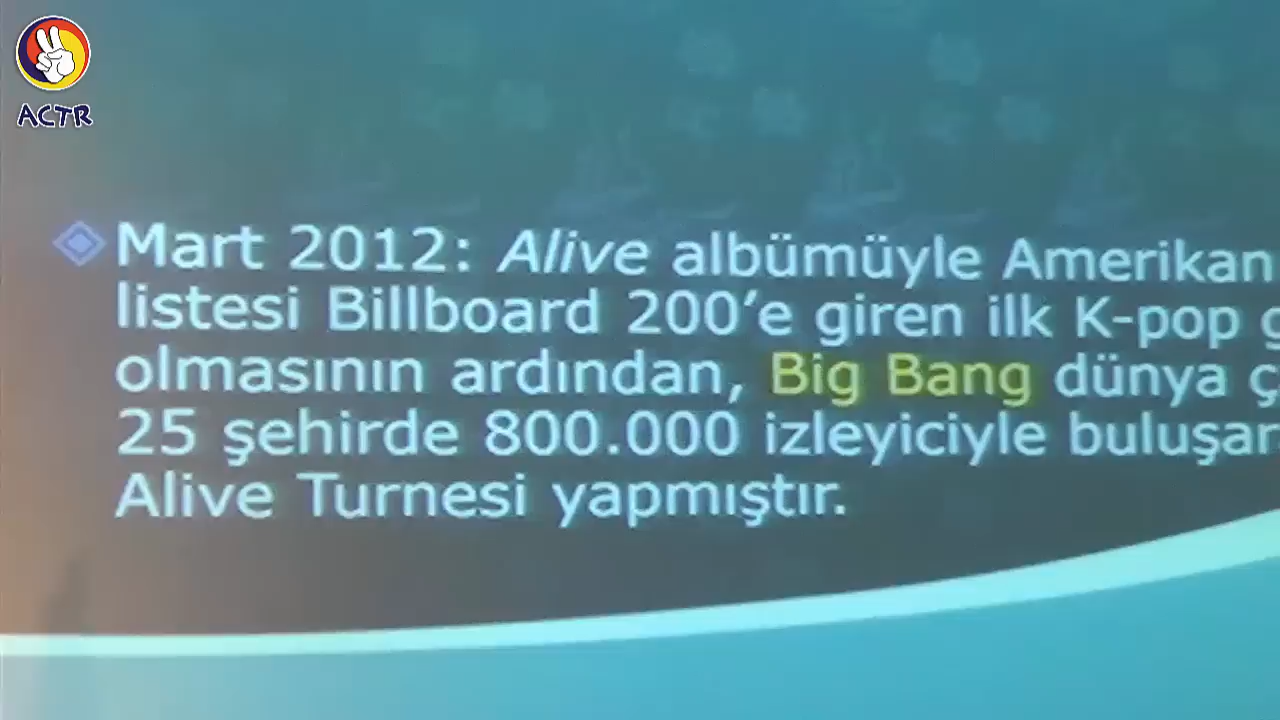 ACTR
Mart 2012: Alive albümüyle Amerikan
listesi Billboard 200’e giren ilk K-pop
olmasının ardından, Big Bang dünya
25 şehirde 800.000 izleyiciyle
Alive Turnesi yapmıştır.